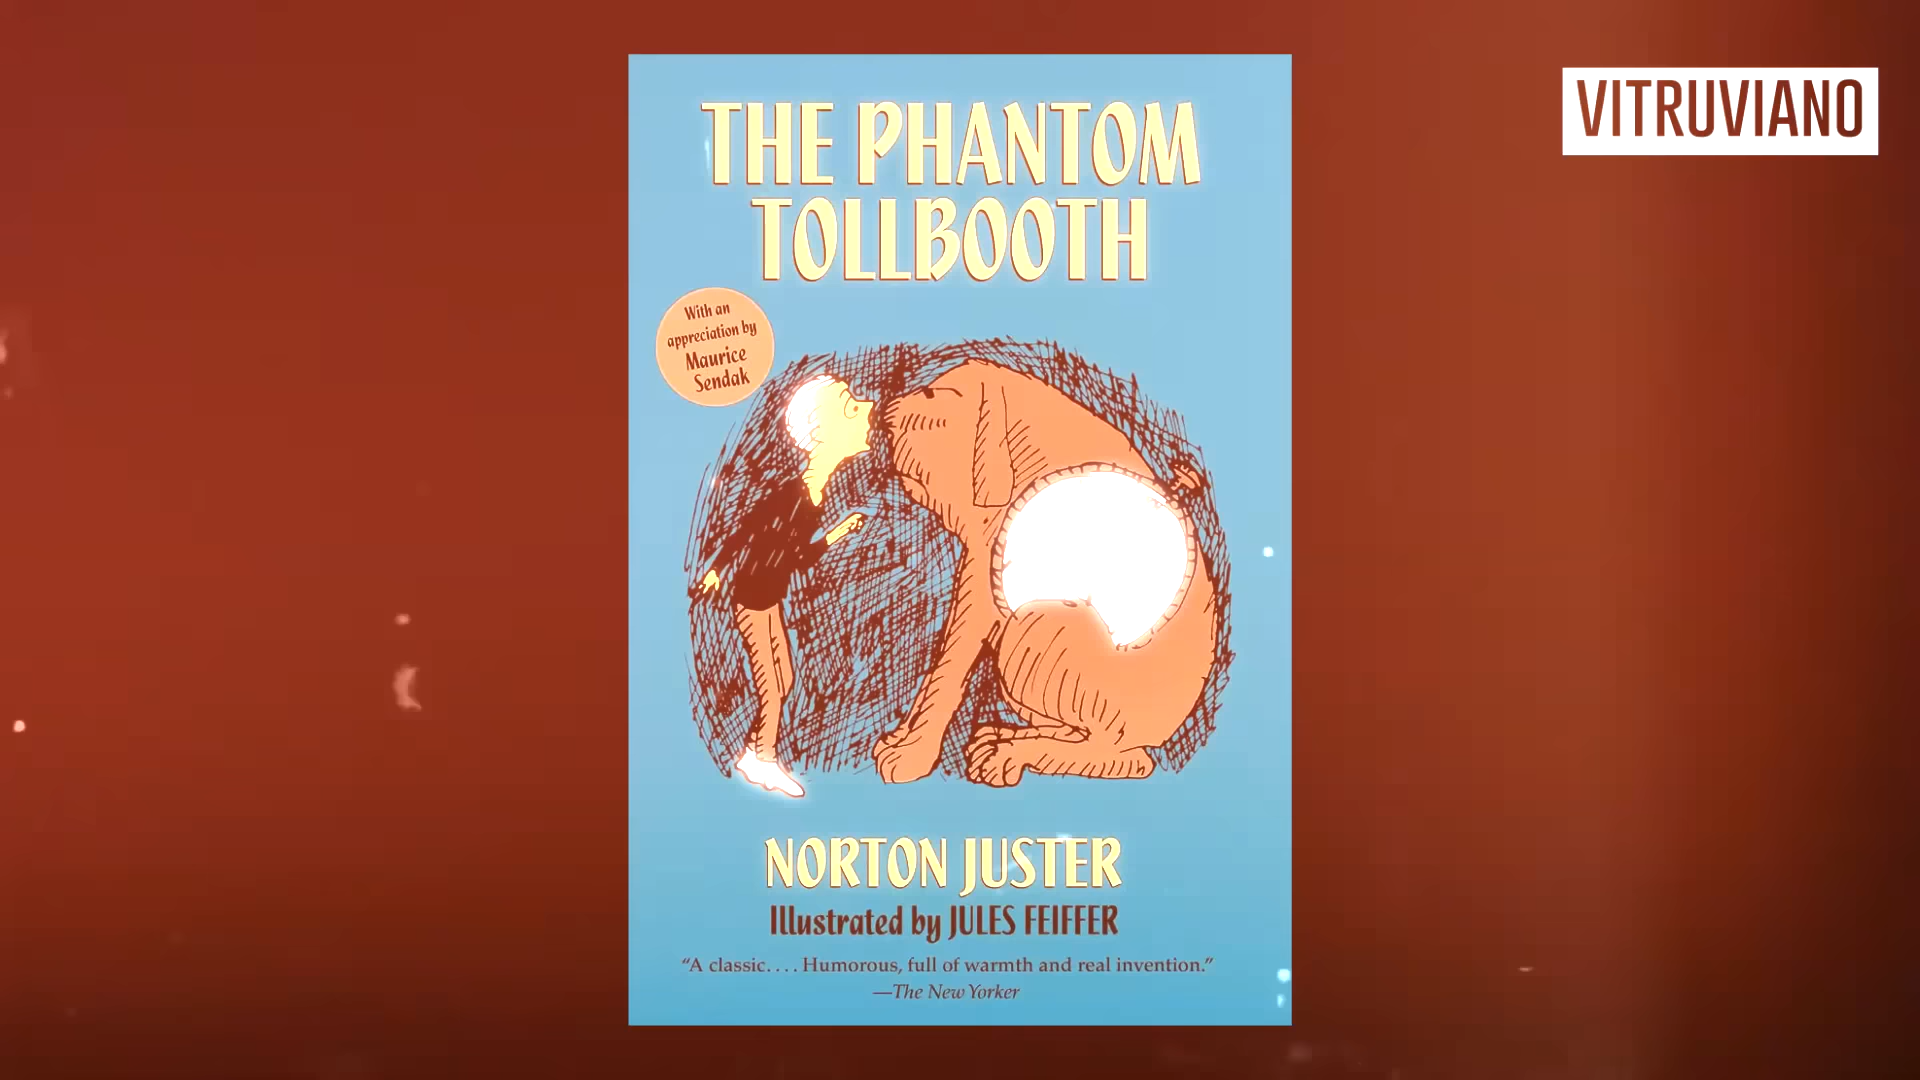 VITRUVIANO
THE PHANTOM
TOLLBOOTH
With an
appreciation by
Maurice
Sendak
NORTON JUSTER
Illustrated by JULES FEIFFER
“A classic.... Humorous, full of warmth and real invention.”
—The New Yorker